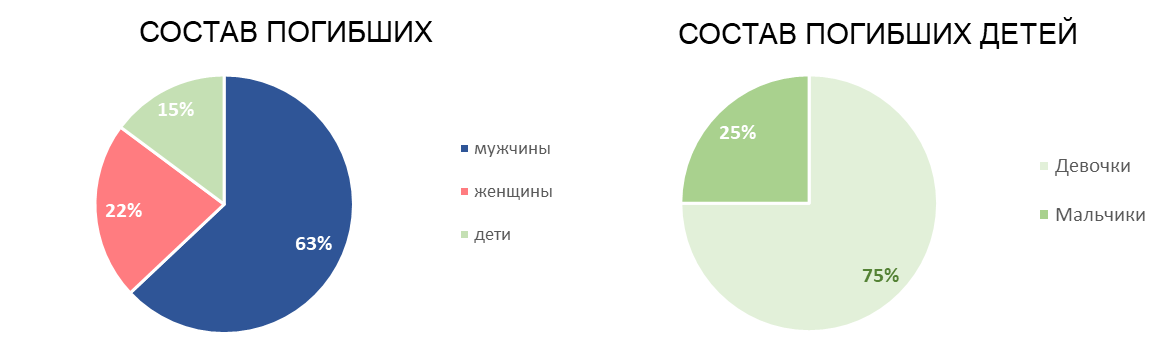 СОСТАВ ПОГИБШИХ
15%
22%
63%
мужчины
женщины
дети
СОСТАВ ПОГИБШИХ ДЕТЕЙ
25%
75%
Девочки
Мальчики